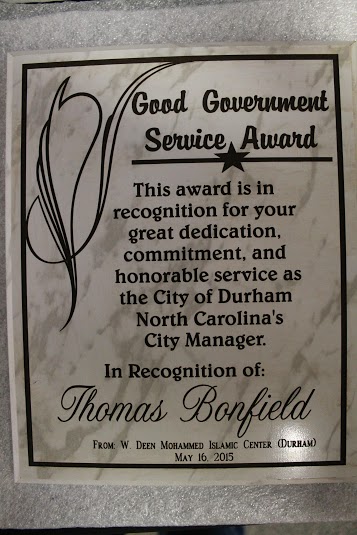 Good Government
Service Award
This award is in
recognition for your
great dedication,
commitment, and
honorable service as
the City of Durham
North Carolina's
City Manager.
In Recognition of:
Thomas Bonfield
From: W. Deen Mohammed Islamic Center (Durham)
May 16, 2015